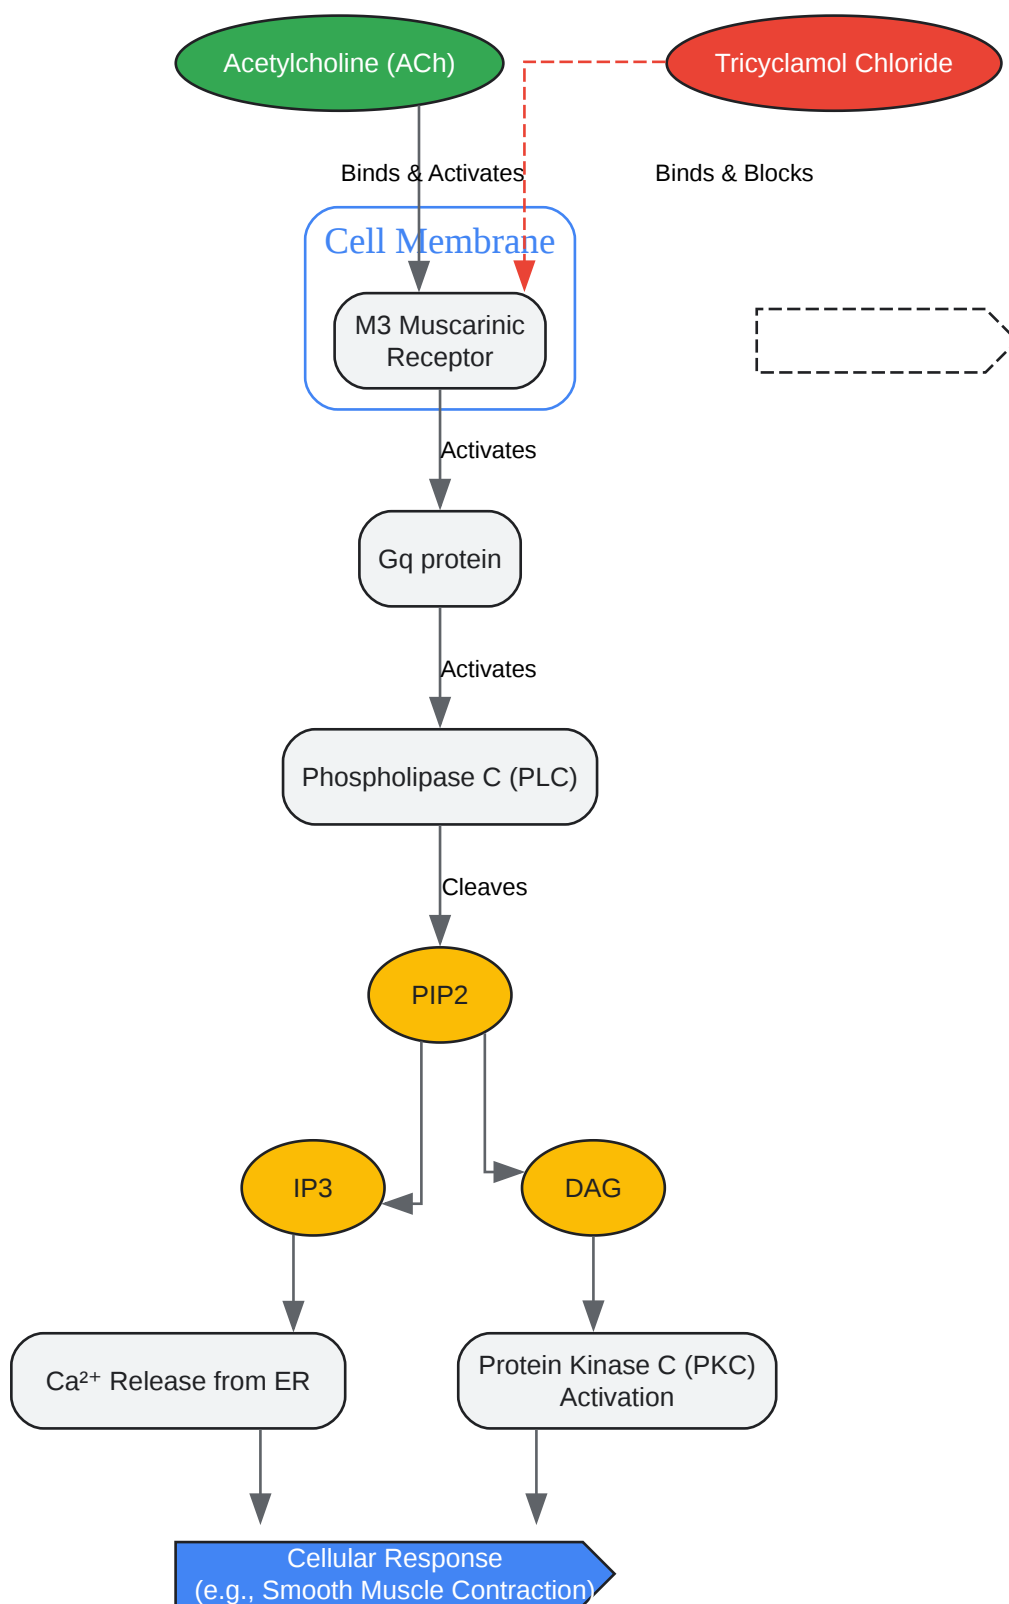 Acetylcholine (ACh)
Tricyclamol Chloride
Binds & Activates
Binds & Blocks
Cell Membrane
M3 Muscarinic
Receptor
Activates
Gq protein
Activates
Phospholipase C (PLC)
Cleaves
PIP2
IP3
DAG
Ca²⁺ Release from ER
Protein Kinase C (PKC)
Activation
Cellular Response
(e.g., Smooth Muscle Contraction)